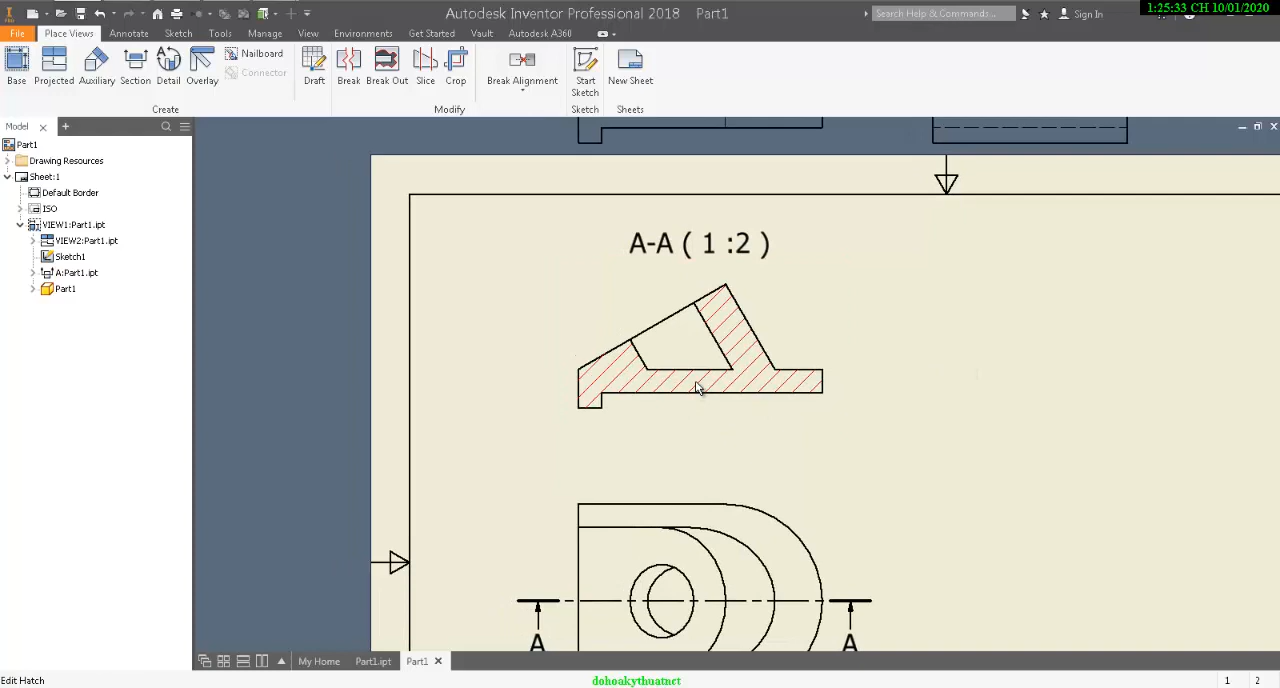 Autodesk Inventor Professional 2018 Part1
Search Help & Commands...
Sign In
1:25:33 CH 10/01/2020
PRO
File
Place Views
Annotate
Sketch
Tools
Manage
View
Environments
Get Started
Vault
Autodesk A360
Base
Projected
Auxiliary
Section
Detail
Overlay
Nailboard
Connector
Draft
Break
Break Out
Slice
Crop
Break Alignment
Start
Sketch
New Sheet
Create
Modify
Sketch
Sheets
Model
Part1
Drawing Resources
Sheet:1
Default Border
ISO
VIEW1:Part1.ipt
VIEW2:Part1.ipt
Sketch1
A:Part1.ipt
Part1
A-A ( 1 :2 )
A
A
My Home
Part1.ipt
Part1
Edit Hatch
dohoakythuatnet
1
2